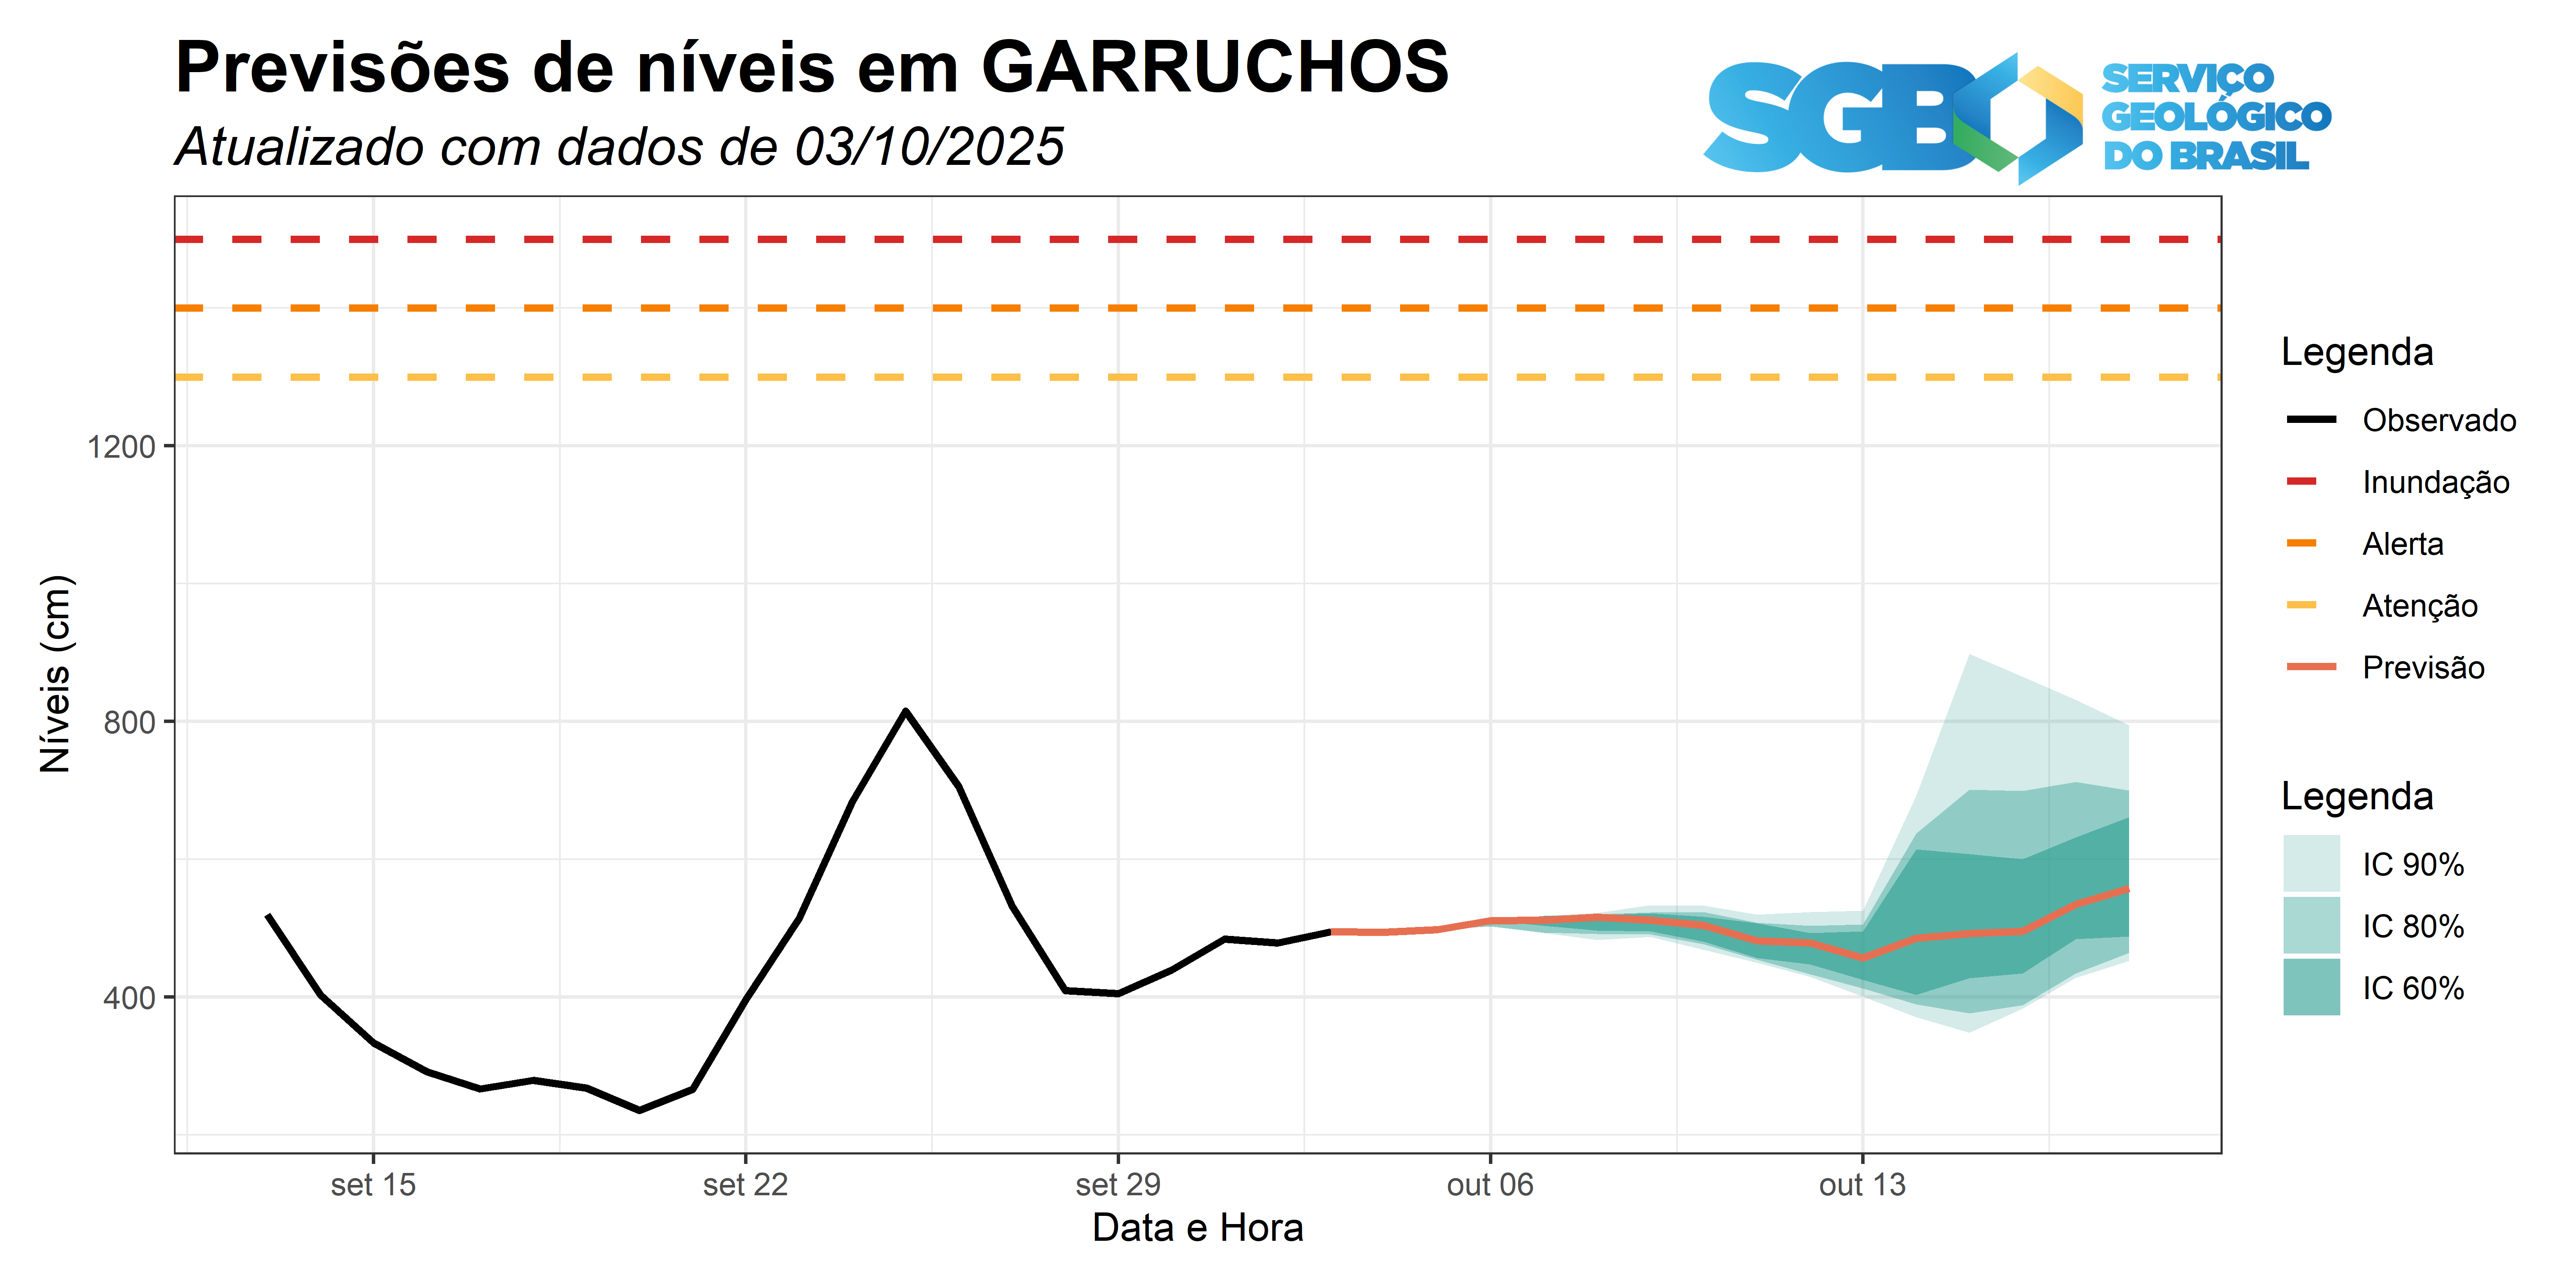 Previsões de níveis em GARRUCHOS
Atualizado com dados de 03/10/2025
SGB
SERVIÇO
GEOLÓGICO
DO BRASIL
Níveis (cm)
1200
800
400
set 15
set 22
set 29
out 06
out 13
Data e Hora
Legenda
Observado
Inundação
Alerta
Atenção
Previsão
Legenda
IC 90%
IC 80%
IC 60%